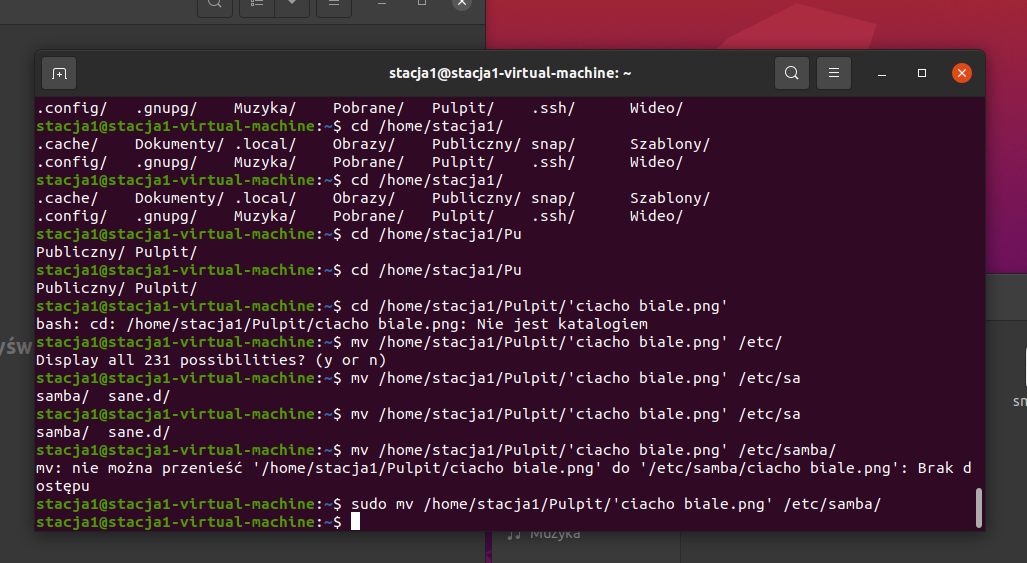 stacja1@stacja1-virtual-machine: ~
.config/ .gnupg/ Muzyka/ Pobrane/ Pulpit/ .ssh/ Wideo/
stacja1@stacja1-virtual-machine:~$ cd /home/stacja1/
.cache/ Dokumenty/ .local/ Obrazy/ Publiczny/ snap/ Szablony/
.config/ .gnupg/ Muzyka/ Pobrane/ Pulpit/ .ssh/ Wideo/
stacja1@stacja1-virtual-machine:~$ cd /home/stacja1/
.cache/ Dokumenty/ .local/ Obrazy/ Publiczny/ snap/ Szablony/
.config/ .gnupg/ Muzyka/ Pobrane/ Pulpit/ .ssh/ Wideo/
stacja1@stacja1-virtual-machine:~$ cd /home/stacja1/Pu
Publiczny/ Pulpit/
stacja1@stacja1-virtual-machine:~$ cd /home/stacja1/Pu
Publiczny/ Pulpit/
stacja1@stacja1-virtual-machine:~$ cd /home/stacja1/Pulpit/'ciacho biale.png'
bash: cd: /home/stacja1/Pulpit/ciacho biale.png: Nie jest katalogiem
stacja1@stacja1-virtual-machine:~$ mv /home/stacja1/Pulpit/'ciacho biale.png' /etc/
Display all 231 possibilities? (y or n)
stacja1@stacja1-virtual-machine:~$ mv /home/stacja1/Pulpit/'ciacho biale.png' /etc/sa
samba/ sane.d/
stacja1@stacja1-virtual-machine:~$ mv /home/stacja1/Pulpit/'ciacho biale.png' /etc/sa
samba/ sane.d/
stacja1@stacja1-virtual-machine:~$ mv /home/stacja1/Pulpit/'ciacho biale.png' /etc/samba/
mv: nie można przenieść '/home/stacja1/Pulpit/ciacho biale.png' do '/etc/samba/ciacho biale.png': Brak d
ostępu
stacja1@stacja1-virtual-machine:~$ sudo mv /home/stacja1/Pulpit/'ciacho biale.png' /etc/samba/
stacja1@stacja1-virtual-machine:~$
Muzyka